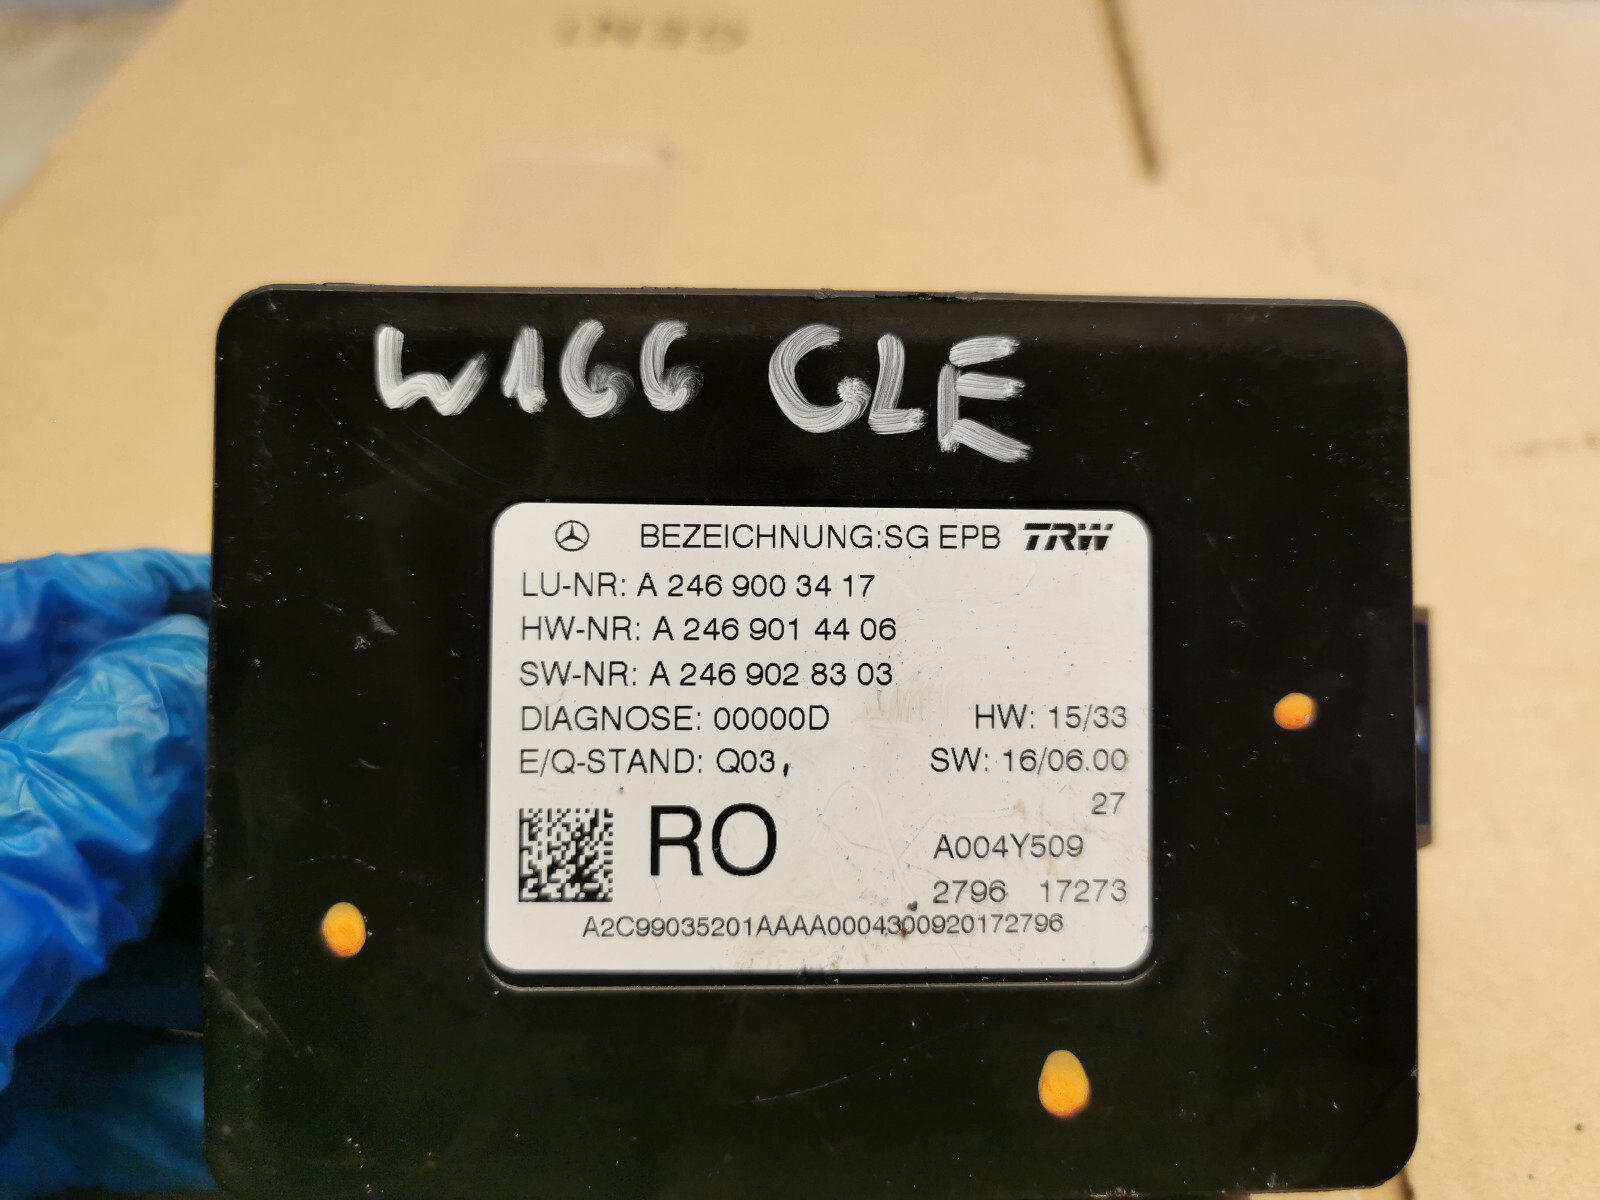 W166 GLE
BEZEICHNUNG:SG EPB TRW
LU-NR: A 246 900 34 17
HW-NR: A 246 901 44 06
SW-NR: A 246 902 83 03
DIAGNOSE: 00000D HW: 15/33
E/Q-STAND: Q03, SW: 16/06.00
27
RO A004Y509
2796 17273
A2C99035201AAAA0004300920172796